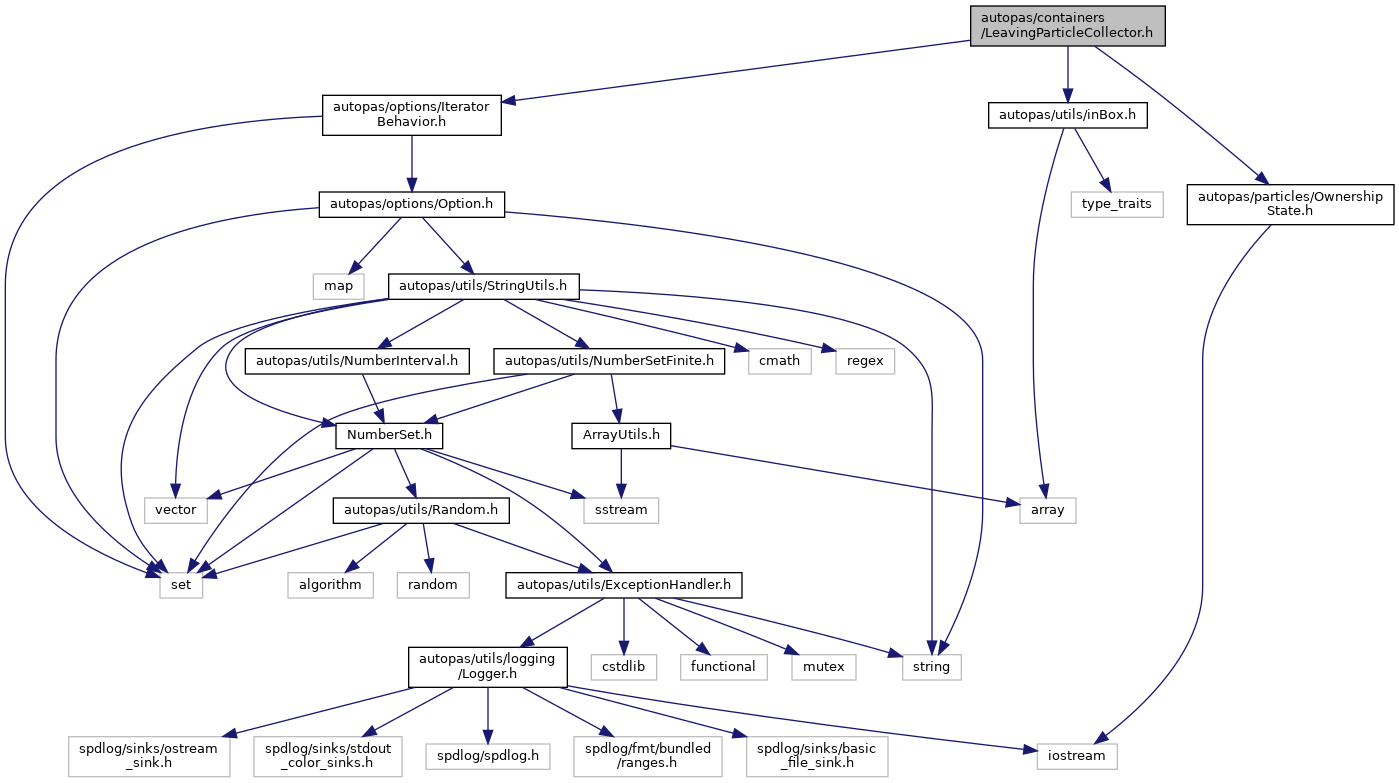 autopas/containers
/LeavingParticleCollector.h
autopas/options/Iterator
Behavior.h
autopas/utils/inBox.h
autopas/options/Option.h
type_traits
autopas/particles/Ownership
State.h
map
autopas/utils/StringUtils.h
autopas/utils/NumberInterval.h
autopas/utils/NumberSetFinite.h
cmath
regex
NumberSet.h
ArrayUtils.h
vector
autopas/utils/Random.h
sstream
array
set
algorithm
random
autopas/utils/ExceptionHandler.h
autopas/utils/logging
/Logger.h
cstdlib
functional
mutex
string
spdlog/sinks/ostream
_sink.h
spdlog/sinks/stdout
_color_sinks.h
spdlog/spdlog.h
spdlog/fmt/bundled
/ranges.h
spdlog/sinks/basic
_file_sink.h
iostream